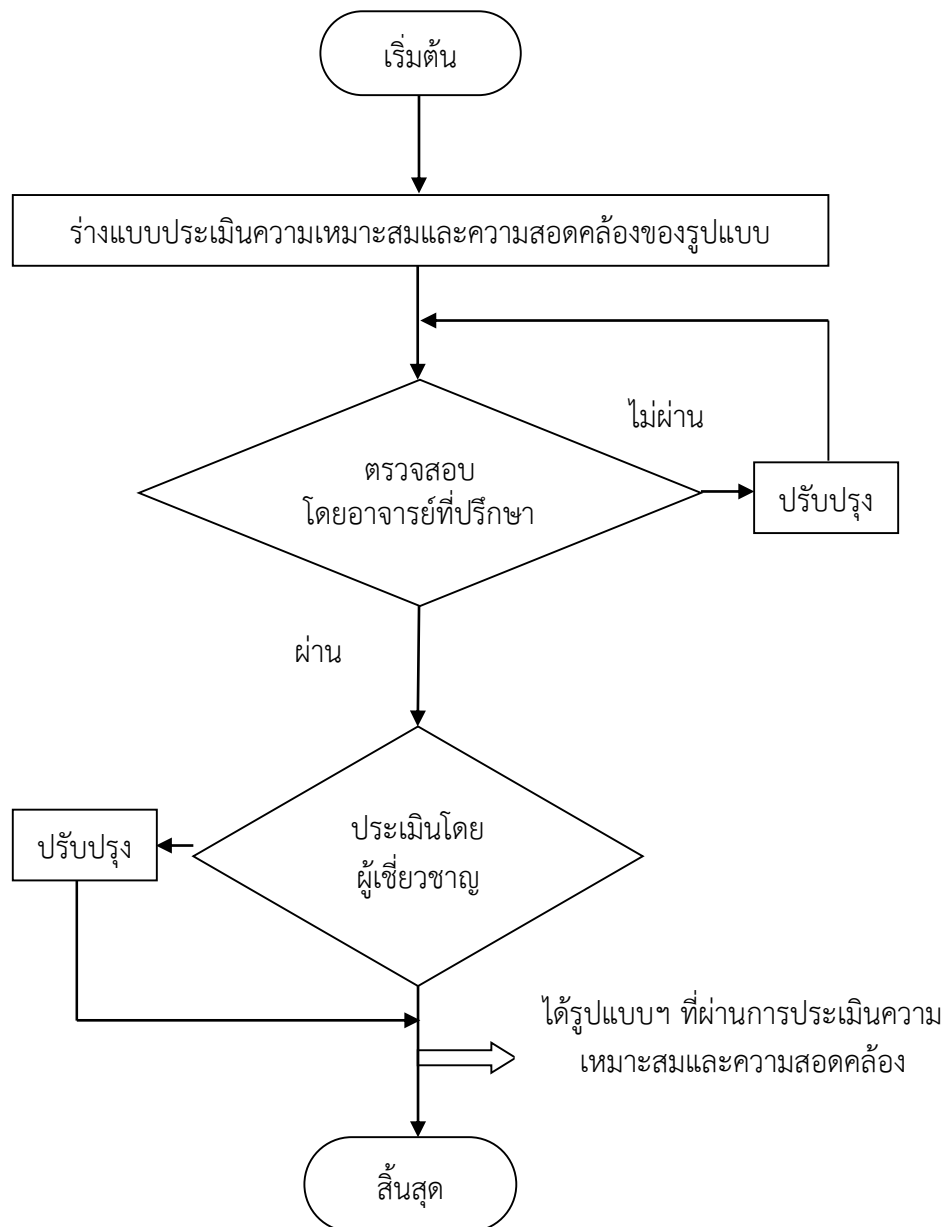 เริ่มต้น
ร่างแบบประเมินความเหมาะสมและความสอดคล้องของรูปแบบ
ไม่ผ่าน
ตรวจสอบ
โดยอาจารย์ที่ปรึกษา
ปรับปรุง
ผ่าน
ประเมินโดย
ผู้เชี่ยวชาญ
ปรับปรุง
ได้รูปแบบฯ ที่ผ่านการประเมินความ
เหมาะสมและความสอดคล้อง
สิ้นสุด